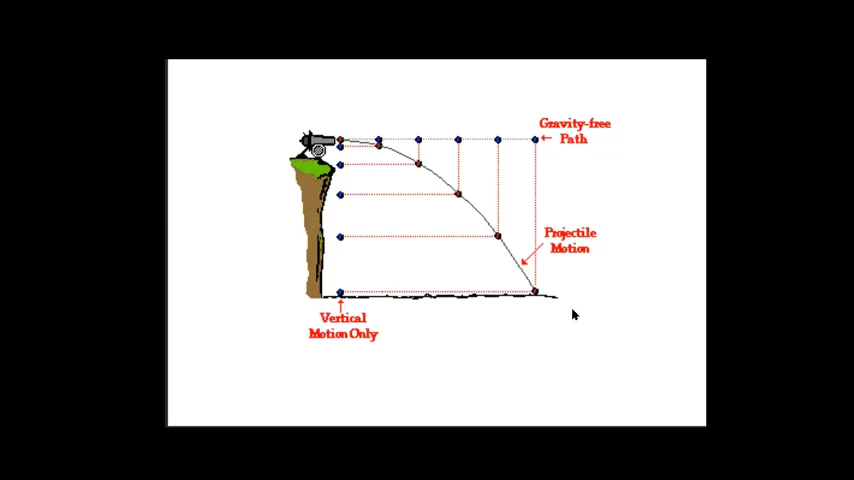 Gravity-free
Path
Projectile
Motion
Vertical
Motion Only